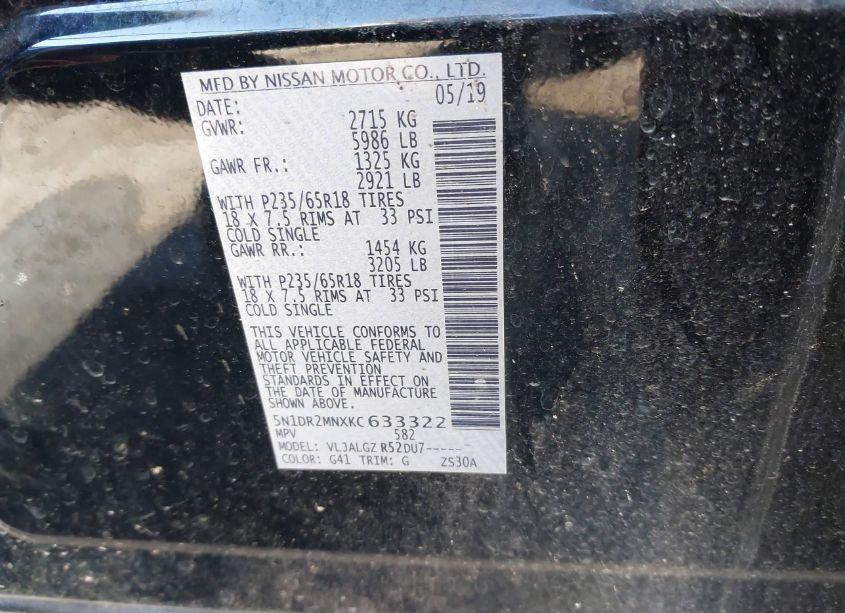 MFD BY NISSAN MOTOR CO., LTD.
DATE: 05/19
GVWR: 2715 KG
5986 LB
GAWR FR.: 1325 KG
2921 LB
WITH P235/65R18 TIRES
18 X 7.5 RIMS AT 33 PSI
COLD SINGLE
GAWR RR.: 1454 KG
3205 LB
WITH P235/65R18 TIRES
18 X 7.5 RIMS AT 33 PSI
COLD SINGLE
THIS VEHICLE CONFORMS TO
ALL APPLICABLE FEDERAL
MOTOR VEHICLE SAFETY AND
THEFT PREVENTION
STANDARDS IN EFFECT ON
THE DATE OF MANUFACTURE
SHOWN ABOVE.
5N1DR2MNXKC633322
MPV 582
MODEL: VLJALGZ R52DU7-----
COLOR: G41 TRIM: G ZS30A